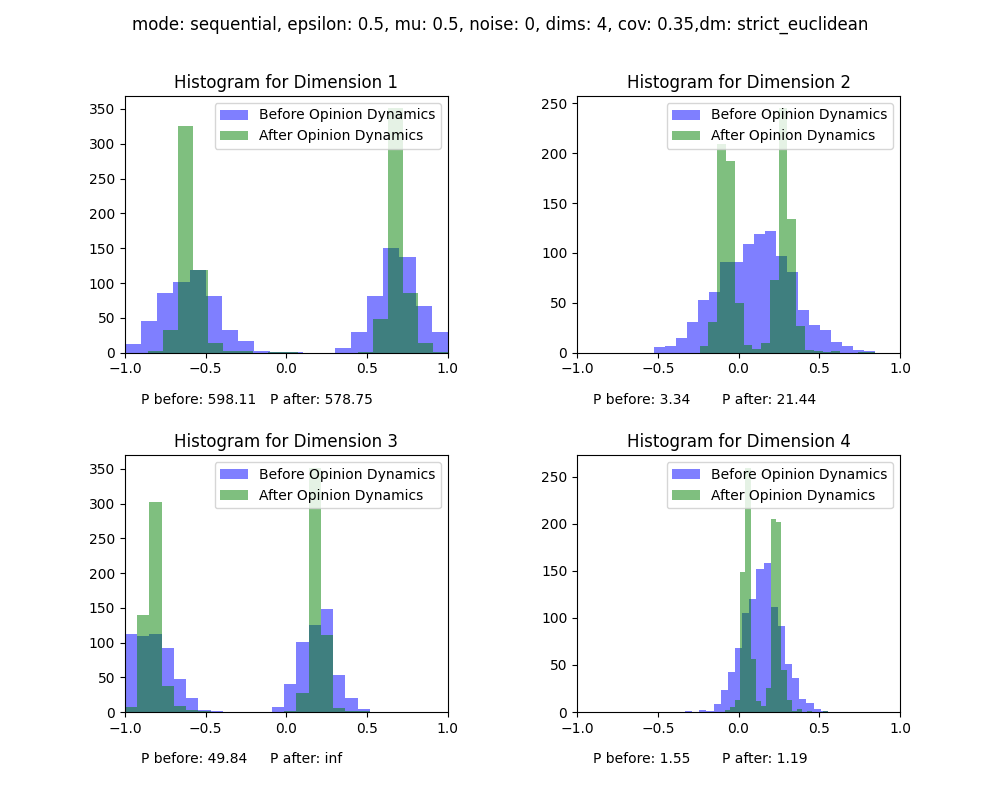 mode: sequential, epsilon: 0.5, mu: 0.5, noise: 0, dims: 4, cov: 0.35,dm: strict_euclidean
Histogram for Dimension 1
Before Opinion Dynamics
After Opinion Dynamics
350
300
250
200
150
100
50
0
−1.0 −0.5 0.0 0.5 1.0
P before: 598.11 P after: 578.75
Histogram for Dimension 2
Before Opinion Dynamics
After Opinion Dynamics
250
200
150
100
50
0
−1.0 −0.5 0.0 0.5 1.0
P before: 3.34 P after: 21.44
Histogram for Dimension 3
Before Opinion Dynamics
After Opinion Dynamics
350
300
250
200
150
100
50
0
−1.0 −0.5 0.0 0.5 1.0
P before: 49.84 P after: inf
Histogram for Dimension 4
Before Opinion Dynamics
After Opinion Dynamics
250
200
150
100
50
0
−1.0 −0.5 0.0 0.5 1.0
P before: 1.55 P after: 1.19